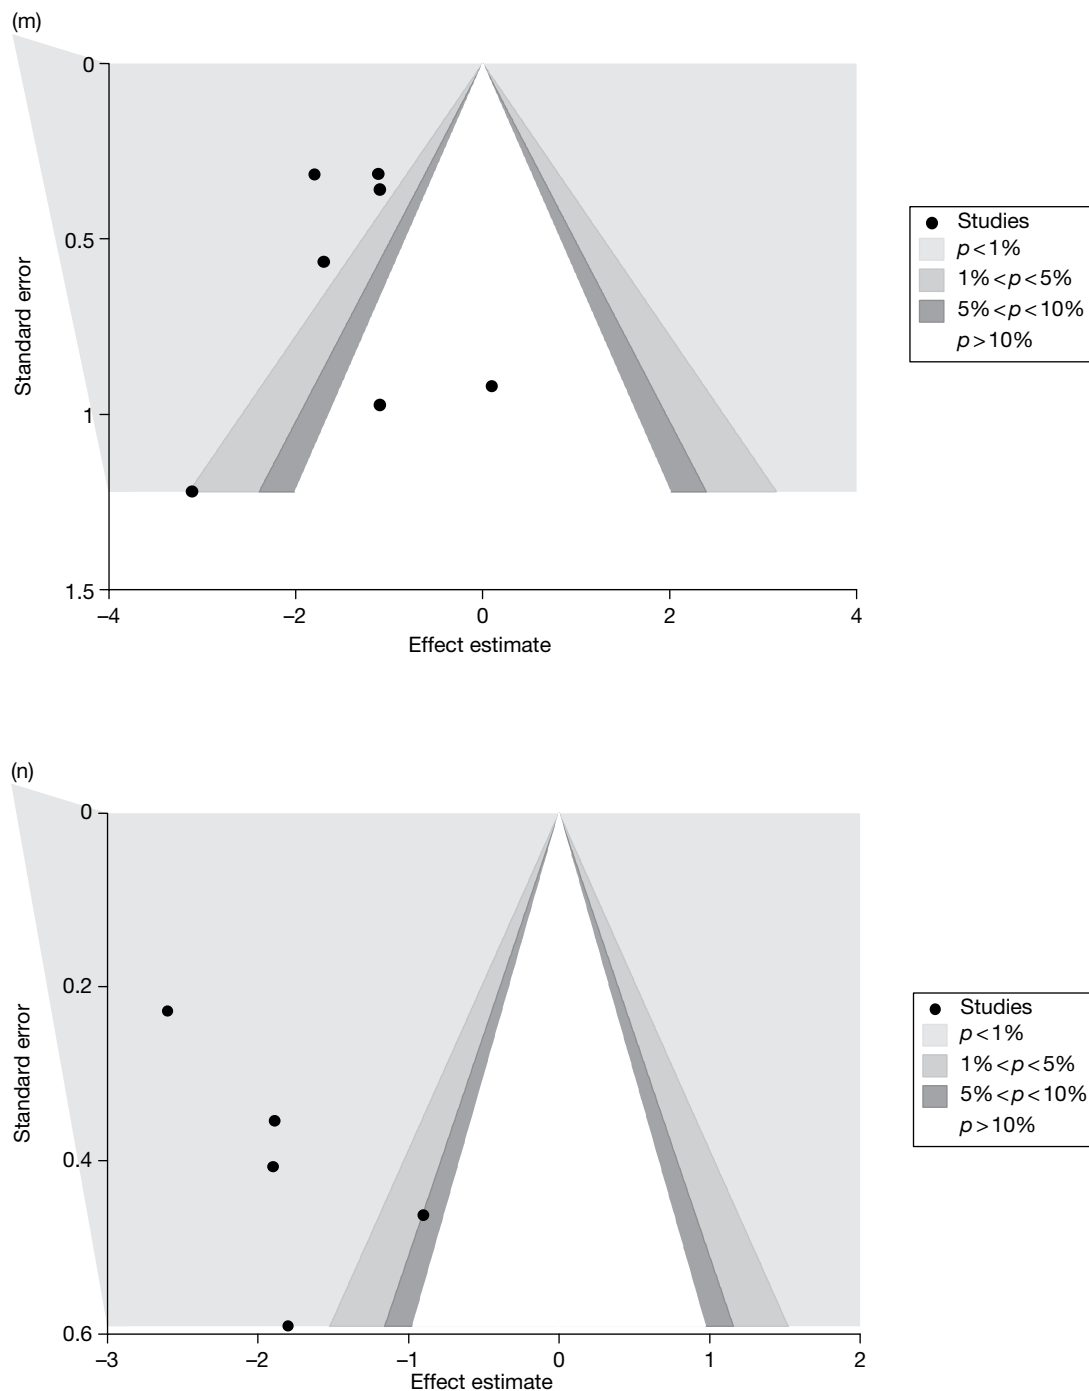 (m)
0
0.5
1
1.5
Standard error
–4
–2
0
2
4
Effect estimate
Studies
p<1%
1%<p<5%
5%<p<10%
p>10%
(n)
0
0.2
0.4
0.6
Standard error
–3
–2
–1
0
1
2
Effect estimate
Studies
p<1%
1%<p<5%
5%<p<10%
p>10%